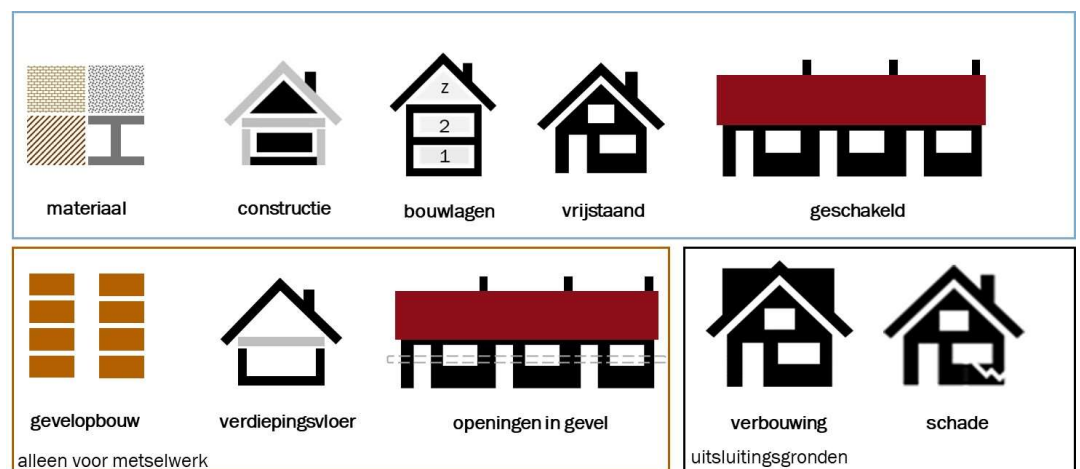 z
2
1
materiaal
constructie
bouwlagen
vrijstaand
geschakeld
gevelopbouw
verdiepingsvloer
openingen in gevel
alleen voor metselwerk
verbouwing
schade
uitsluitingsgronden